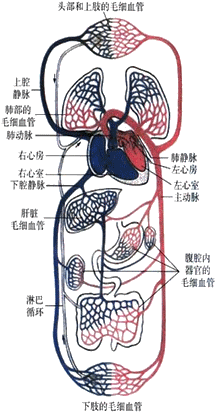 头部和上肢的毛细血管
上腔
静脉
肺部的
毛细血管
肺动脉
右心房
右心室
下腔静脉
肝脏
毛细血管
淋巴
循环
肺静脉
左心房
左心室
主动脉
腹腔内
器官的
毛细血管
下肢的毛细血管